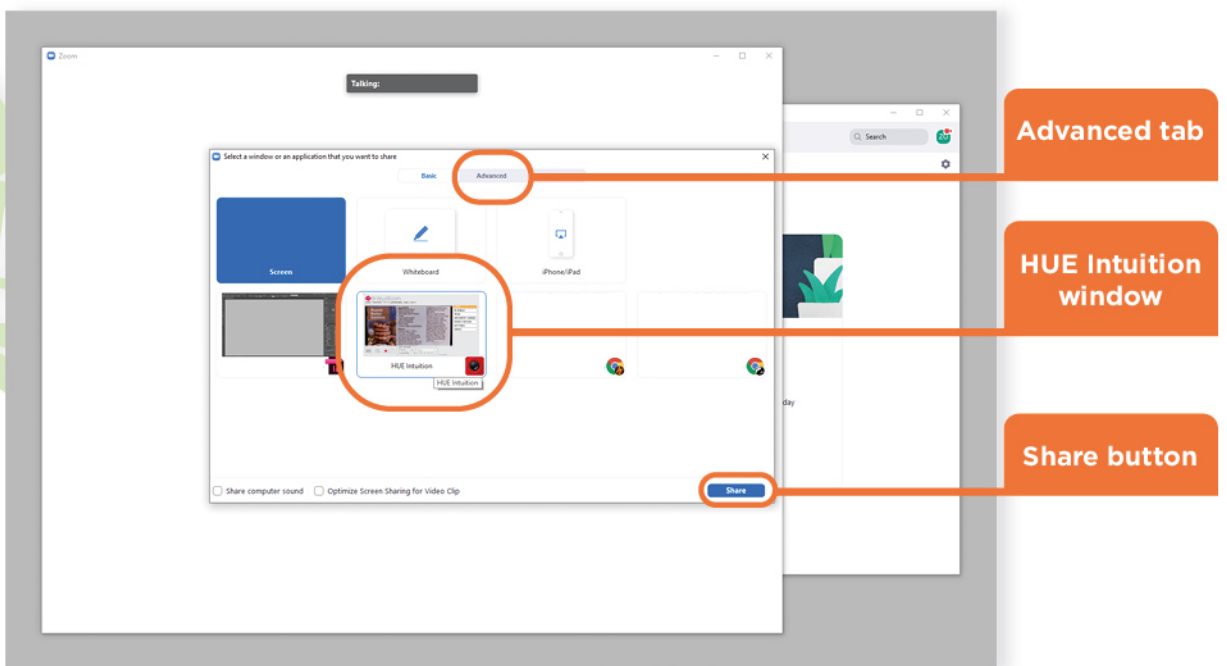 Zoom
Talking:
Search
Select a window or an application that you want to share
Basic
Advanced
Screen
Whiteboard
iPhone/iPad
HUE Intuition
HUE Intuition
day
Share computer sound
Optimize Screen Sharing for Video Clip
Share
Advanced tab
HUE Intuition
window
Share button